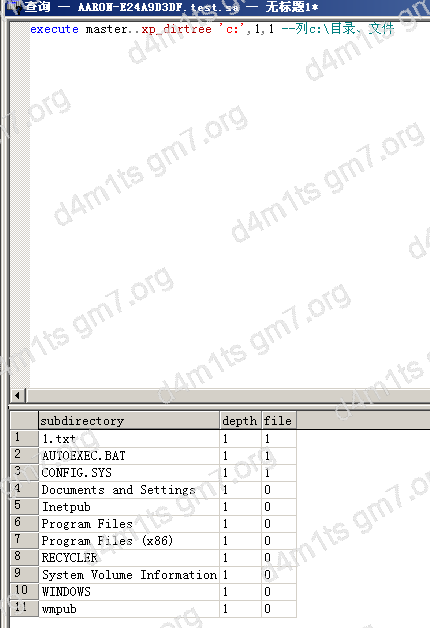 查询 — AARON-E24A9D3DF.test.sa — 无标题1*
execute master..xp_dirtree 'c:',1,1 --列c:\目录、文件
d4m1ts gm7.org
d4m1ts gm7.org
d4m1ts gm7.org
d4m1ts gm7.org
d4m1ts gm7.org
d4m1ts gm7.org
d4m1ts gm7.org
subdirectory depth file
1 1.txt 1 1
2 AUTOEXEC.BAT 1 1
3 CONFIG.SYS 1 1
4 Documents and Settings 1 0
5 Inetpub 1 0
6 Program Files 1 0
7 Program Files (x86) 1 0
8 RECYCLER 1 0
9 System Volume Information 1 0
10 WINDOWS 1 0
11 wmpub 1 0